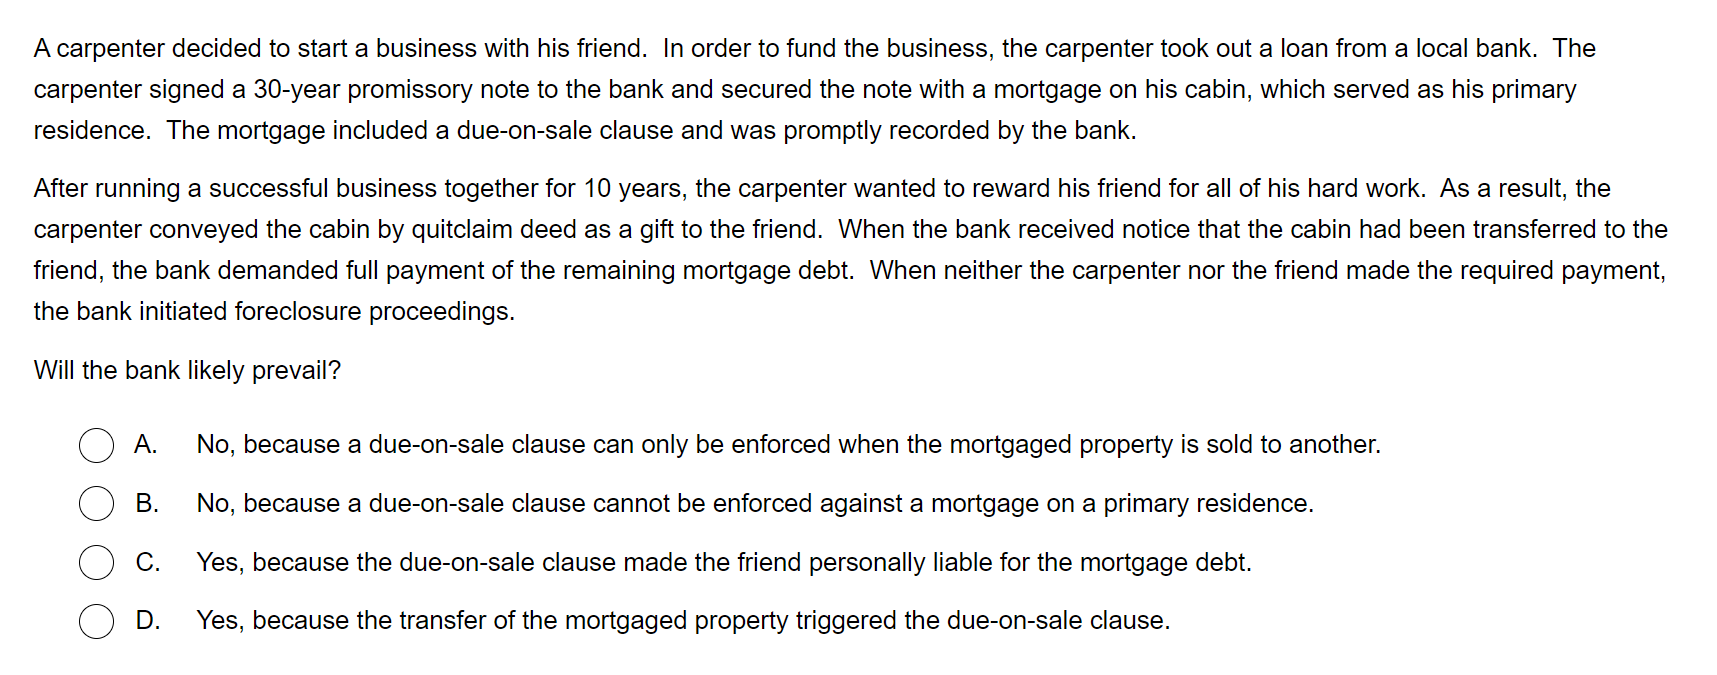 A carpenter decided to start a business with his friend.  In order to fund the business, the carpenter took out a loan from a local bank.  The
carpenter signed a 30-year promissory note to the bank and secured the note with a mortgage on his cabin, which served as his primary
residence.  The mortgage included a due-on-sale clause and was promptly recorded by the bank.
After running a successful business together for 10 years, the carpenter wanted to reward his friend for all of his hard work.  As a result, the
carpenter conveyed the cabin by quitclaim deed as a gift to the friend.  When the bank received notice that the cabin had been transferred to the
friend, the bank demanded full payment of the remaining mortgage debt.  When neither the carpenter nor the friend made the required payment,
the bank initiated foreclosure proceedings.
Will the bank likely prevail?
A. No, because a due-on-sale clause can only be enforced when the mortgaged property is sold to another.
B. No, because a due-on-sale clause cannot be enforced against a mortgage on a primary residence.
C. Yes, because the due-on-sale clause made the friend personally liable for the mortgage debt.
D. Yes, because the transfer of the mortgaged property triggered the due-on-sale clause.